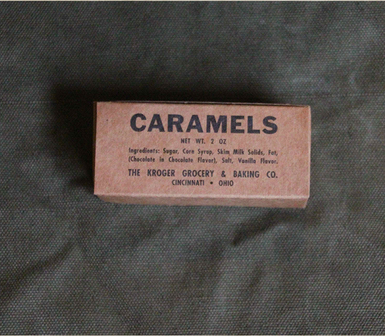 CARAMELS
NET WT. 2 OZ
Ingredients: Sugar, Corn Syrup, Skim Milk Solids, Fat,
(Chocolate in Chocolate Flavor), Salt, Vanilla Flavor.
THE KROGER GROCERY & BAKING CO.
CINCINNATI • OHIO